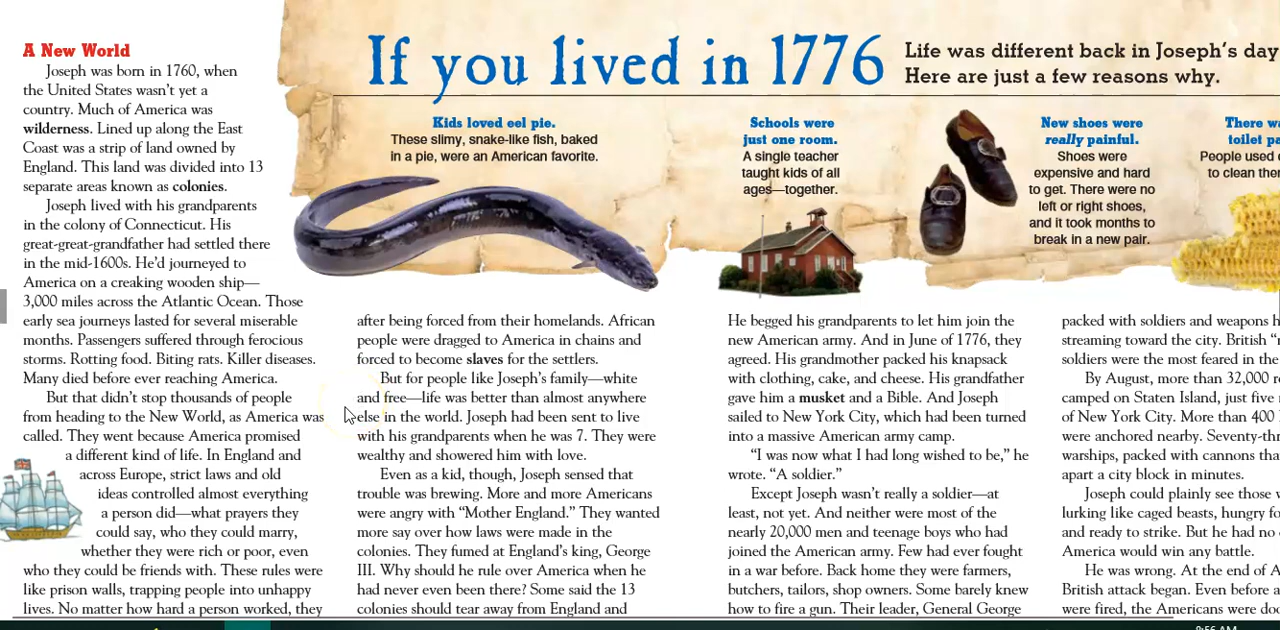 A New World
Joseph was born in 1760, when
the United States wasn't yet a
country. Much of America was
wilderness. Lined up along the East
Coast was a strip of land owned by
England. This land was divided into 13
separate areas known as colonies.
Joseph lived with his grandparents
in the colony of Connecticut. His
great-great-grandfather had settled there
in the mid-1600s. He'd journeyed to
America on a creaking wooden ship—
3,000 miles across the Atlantic Ocean. Those
early sea journeys lasted for several miserable
months. Passengers suffered through ferocious
storms. Rotting food. Biting rats. Killer diseases.
Many died before ever reaching America.
But that didn't stop thousands of people
from heading to the New World, as America was
called. They went because America promised
a different kind of life. In England and
across Europe, strict laws and old
ideas controlled almost everything
a person did—what prayers they
could say, who they could marry,
whether they were rich or poor, even
who they could be friends with. These rules were
like prison walls, trapping people into unhappy
lives. No matter how hard a person worked, they
If you lived in 1776
Life was different back in Joseph's day
Here are just a few reasons why.
Kids loved eel pie.
These slimy, snake-like fish, baked
in a pie, were an American favorite.
Schools were
just one room.
A single teacher
taught kids of all
ages—together.
New shoes were
really painful.
Shoes were
expensive and hard
to get. There were no
left or right shoes,
and it took months to
break in a new pair.
There
toilet
People used
to clean
after being forced from their homelands. African
people were dragged to America in chains and
forced to become slaves for the settlers.
But for people like Joseph's family—white
and free—life was better than almost anywhere
else in the world. Joseph had been sent to live
with his grandparents when he was 7. They were
wealthy and showered him with love.
Even as a kid, though, Joseph sensed that
trouble was brewing. More and more Americans
were angry with “Mother England.” They wanted
more say over how laws were made in the
colonies. They fumed at England's king, George
III. Why should he rule over America when he
had never even been there? Some said the 13
colonies should tear away from England and
He begged his grandparents to let him join the
new American army. And in June of 1776, they
agreed. His grandmother packed his knapsack
with clothing, cake, and cheese. His grandfather
gave him a musket and a Bible. And Joseph
sailed to New York City, which had been turned
into a massive American army camp.
“I was now what I had long wished to be,” he
wrote. “A soldier.”
Except Joseph wasn't really a soldier—at
least, not yet. And neither were most of the
nearly 20,000 men and teenage boys who had
joined the American army. Few had ever fought
in a war before. Back home they were farmers,
butchers, tailors, shop owners. Some barely knew
how to fire a gun. Their leader, General George
packed with soldiers and weapons
streaming toward the city. British
soldiers were the most feared in the
By August, more than 32,000
camped on Staten Island, just five
of New York City. More than 400
were anchored nearby.
warships, packed with cannons
apart a city block in minutes.
Joseph could plainly see those
lurking like caged beasts, hungry
and ready to strike. But he had no
America would win any battle.
He was wrong. At the end of
British attack began. Even before
were fired, the Americans were